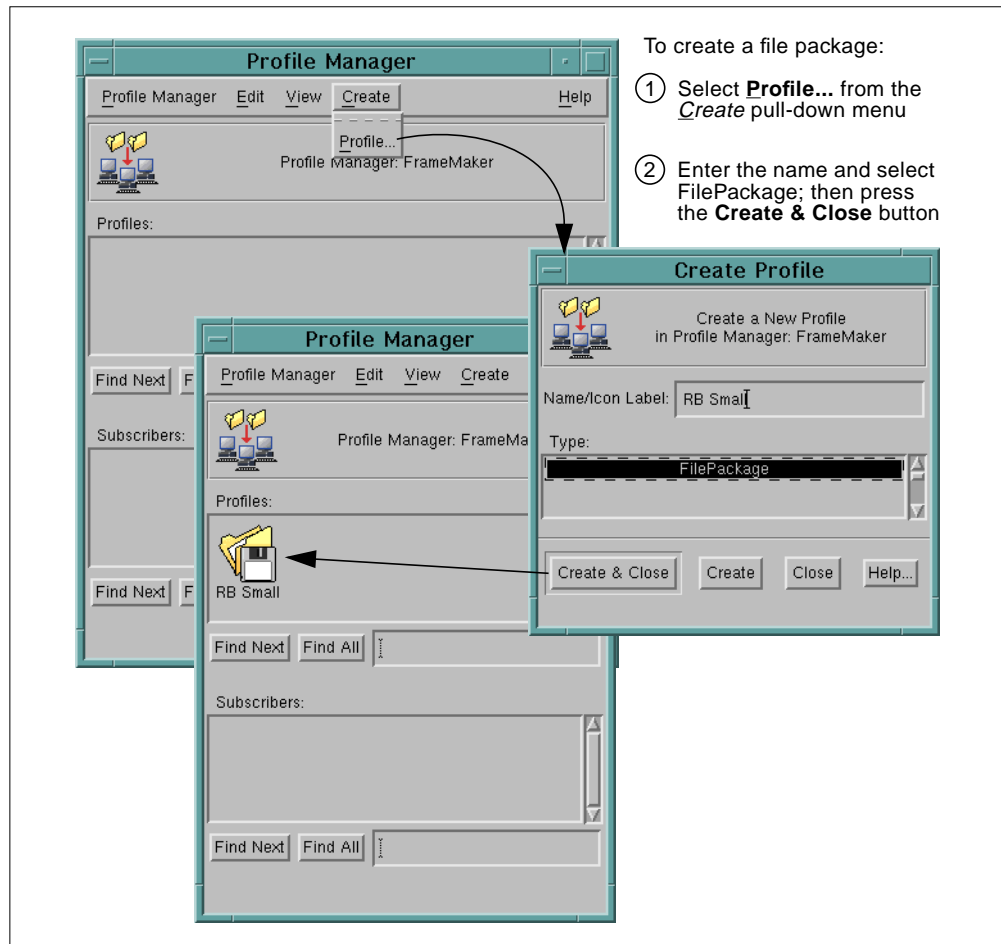 To create a file package:
1 Select Profile... from the
Create pull-down menu
2 Enter the name and select
FilePackage; then press
the Create & Close button
Profile Manager
Profile Manager Edit View Create Help
Profile...
Profile Manager: FrameMaker
Profiles:
Find Next F
Subscribers:
Find Next F
Create Profile
Create a New Profile
in Profile Manager: FrameMaker
Name/Icon Label: RB Small
Type:
FilePackage
Create & Close Create Close Help...
Profile Manager
Profile Manager Edit View Create
Profile Manager: FrameMa
Profiles:
RB Small
Find Next Find All
Subscribers:
Find Next Find All